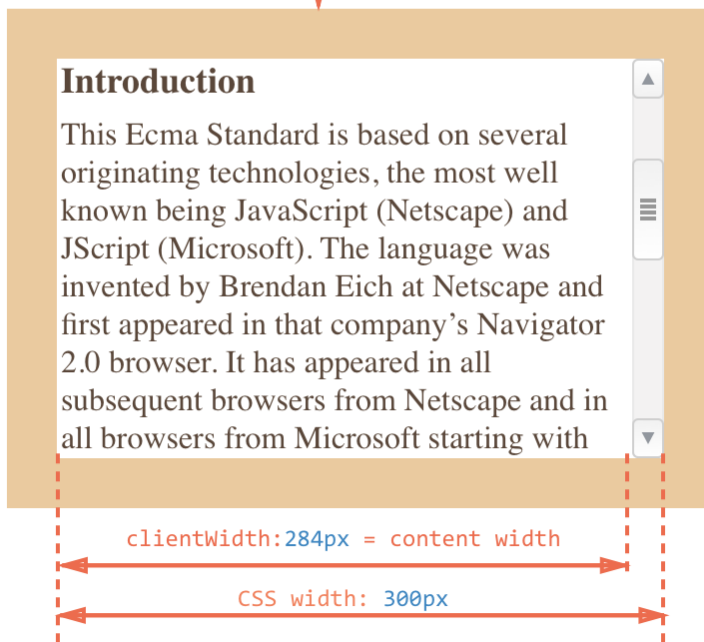 Introduction
This Ecma Standard is based on several
originating technologies, the most well
known being JavaScript (Netscape) and
JScript (Microsoft). The language was
invented by Brendan Eich at Netscape and
first appeared in that company’s Navigator
2.0 browser. It has appeared in all
subsequent browsers from Netscape and in
all browsers from Microsoft starting with
clientWidth:284px = content width
CSS width: 300px